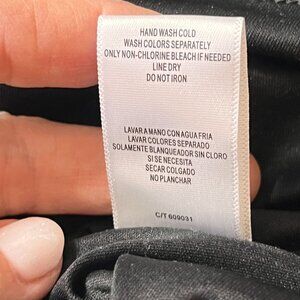 HAND WASH COLD
WASH COLORS SEPARATELY
ONLY NON-CHLORINE BLEACH IF NEEDED
LINE DRY
DO NOT IRON
LAVAR A MANO CON AGUA FRIA
LAVAR COLORES SEPARADO
SOLAMENTE BLANQUEADOR SIN CLORO
SI SE NECESITA
SECAR COLGADO
NO PLANCHAR
C/T 609031